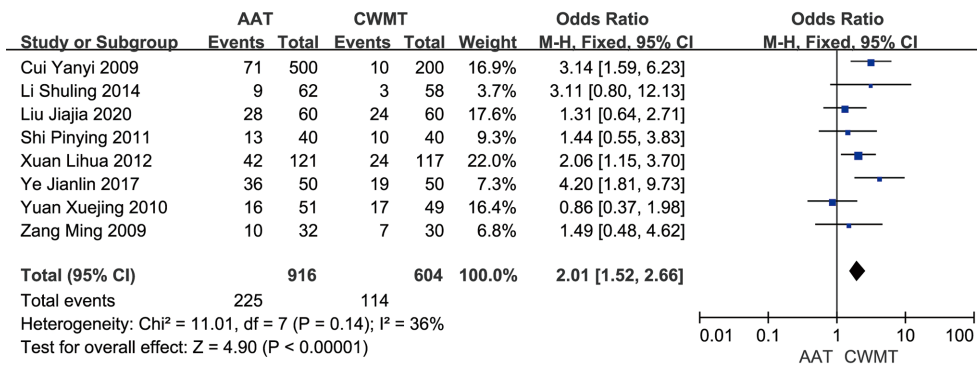 AAT CWMT Odds Ratio Odds Ratio
Study or Subgroup Events Total Events Total Weight M-H, Fixed, 95% CI M-H, Fixed, 95% CI
Cui Yanyi 2009 71 500 10 200 16.9% 3.14 [1.59, 6.23]
Li Shuling 2014 9 62 3 58 3.7% 3.11 [0.80, 12.13]
Liu Jiajia 2020 28 60 24 60 17.6% 1.31 [0.64, 2.71]
Shi Pinying 2011 13 40 10 40 9.3% 1.44 [0.55, 3.83]
Xuan Lihua 2012 42 121 24 117 22.0% 2.06 [1.15, 3.70]
Ye Jianlin 2017 36 50 19 50 7.3% 4.20 [1.81, 9.73]
Yuan Xuejing 2010 16 51 17 49 16.4% 0.86 [0.37, 1.98]
Zang Ming 2009 10 32 7 30 6.8% 1.49 [0.48, 4.62]
Total (95% CI) 916 604 100.0% 2.01 [1.52, 2.66]
Total events 225 114
Heterogeneity: Chi² = 11.01, df = 7 (P = 0.14); I² = 36%
Test for overall effect: Z = 4.90 (P < 0.00001)
0.01 0.1 1 10 100
AAT CWMT